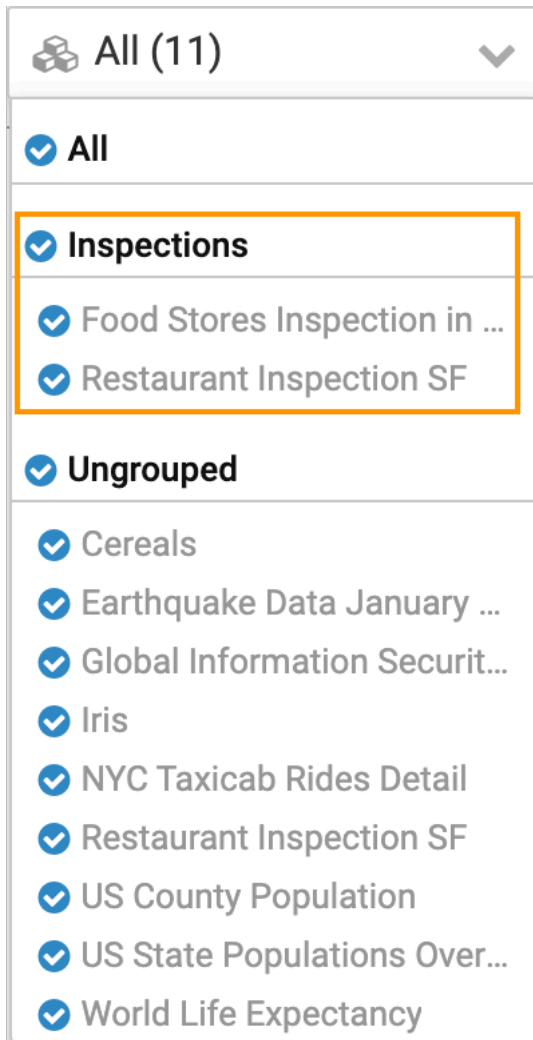 All (11)
All
Inspections
Food Stores Inspection in ...
Restaurant Inspection SF
Ungrouped
Cereals
Earthquake Data January ...
Global Information Securit...
Iris
NYC Taxicab Rides Detail
Restaurant Inspection SF
US County Population
US State Populations Over...
World Life Expectancy